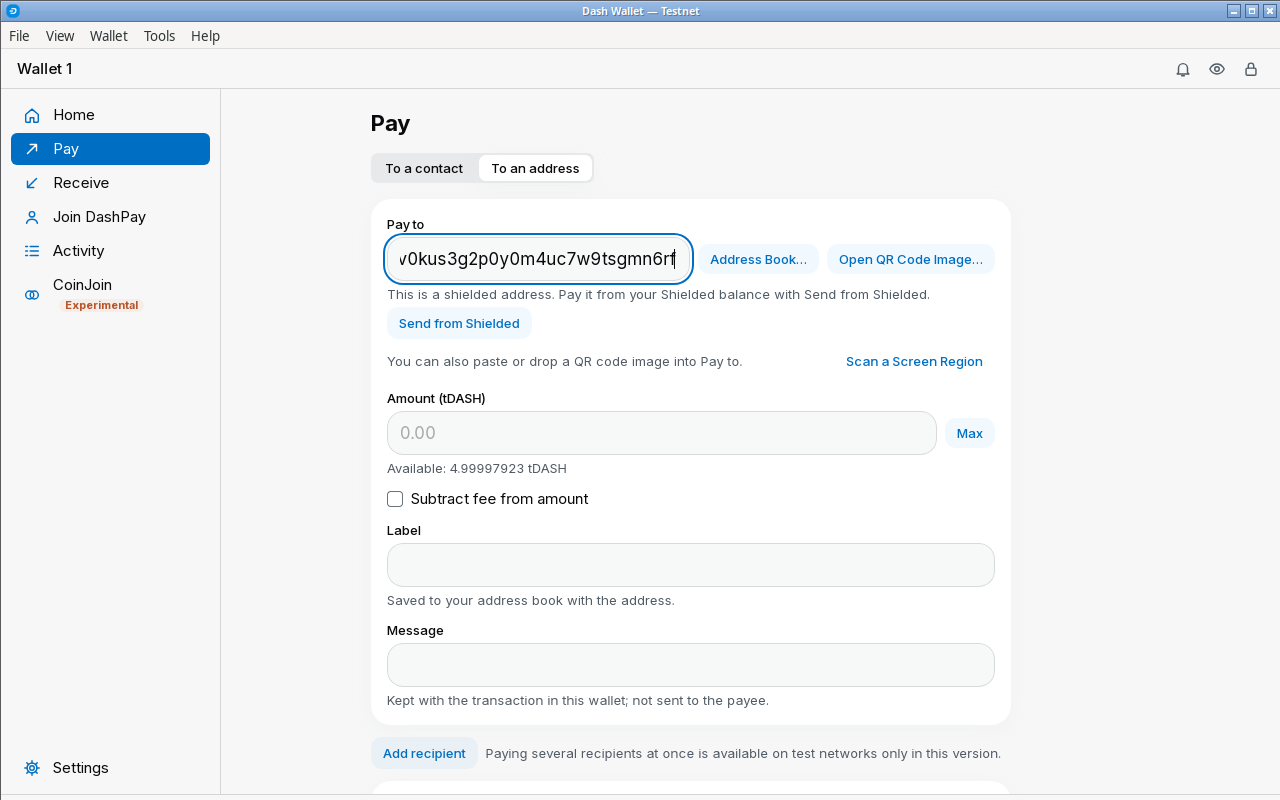 Dash Wallet — Testnet
File View Wallet Tools Help
Wallet 1
Home
Pay
Receive
Join DashPay
Activity
CoinJoin
Experimental
Settings
Pay
To a contact To an address
Pay to
v0kus3g2p0y0m4uc7w9tsgmn6rf Address Book… Open QR Code Image…
This is a shielded address. Pay it from your Shielded balance with Send from Shielded.
Send from Shielded
You can also paste or drop a QR code image into Pay to. Scan a Screen Region
Amount (tDASH)
0.00 Max
Available: 4.99997923 tDASH
Subtract fee from amount
Label
Saved to your address book with the address.
Message
Kept with the transaction in this wallet; not sent to the payee.
Add recipient Paying several recipients at once is available on test networks only in this version.